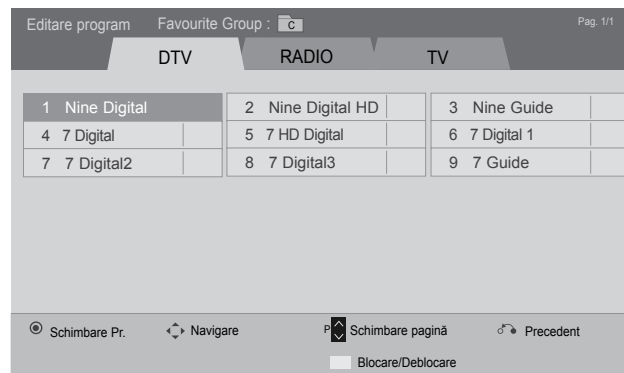 Editare program Favourite Group : C Pag. 1/1
DTV RADIO TV
1 Nine Digital 2 Nine Digital HD 3 Nine Guide
4 7 Digital 5 7 HD Digital 6 7 Digital 1
7 7 Digital2 8 7 Digital3 9 7 Guide
Schimbare Pr. Navigare P Schimbare pagină Precedent
Blocare/Deblocare